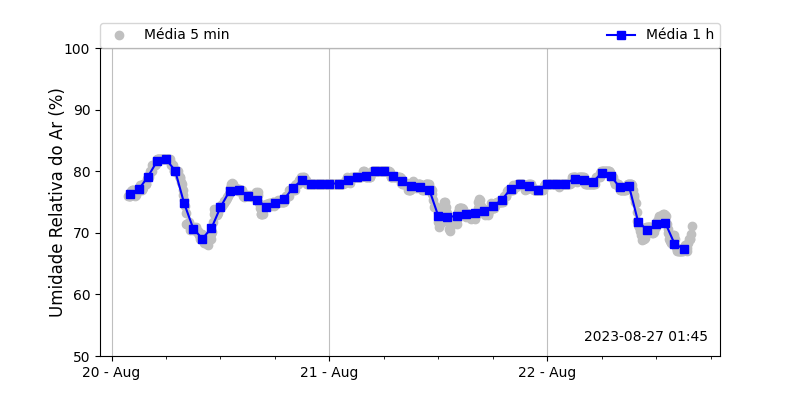 Média 5 min
Média 1 h
Umidade Relativa do Ar (%)
100
90
80
70
60
50
2023-08-27 01:45
20 - Aug
21 - Aug
22 - Aug